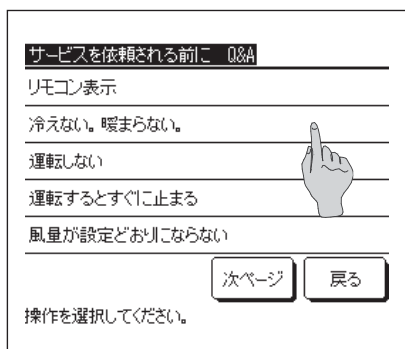 サービスを依頼される前に Q&A
リモコン表示
冷えない。暖まらない。
運転しない
運転するとすぐに止まる
風量が設定どおりにならない
次ページ 戻る
操作を選択してください。